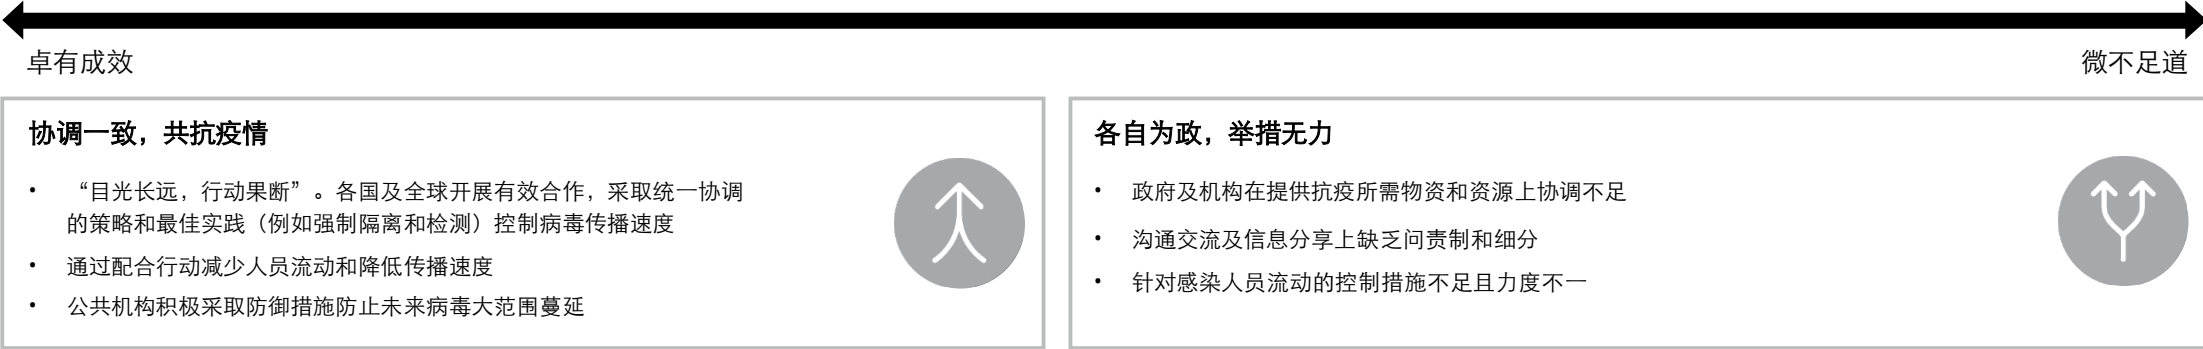 卓有成效
微不足道
协调一致，共抗疫情
• “目光长远，行动果断”。各国及全球开展有效合作，采取统一协调
的策略和最佳实践（例如强制隔离和检测）控制病毒传播速度
• 通过配合行动减少人员流动和降低传播速度
• 公共机构积极采取防御措施防止未来病毒大范围蔓延
各自为政，举措无力
• 政府及机构在提供抗疫所需物资和资源上协调不足
• 沟通交流及信息分享上缺乏问责制和细分
• 针对感染人员流动的控制措施不足且力度不一